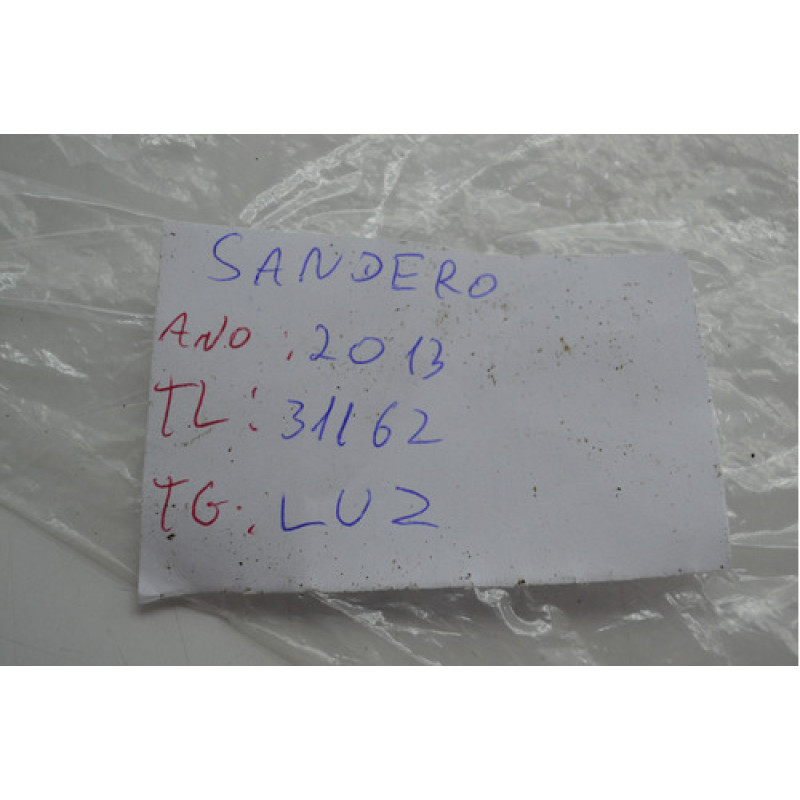 SANDERO
ANO: 2013
TL: 31162
TG: LUZ